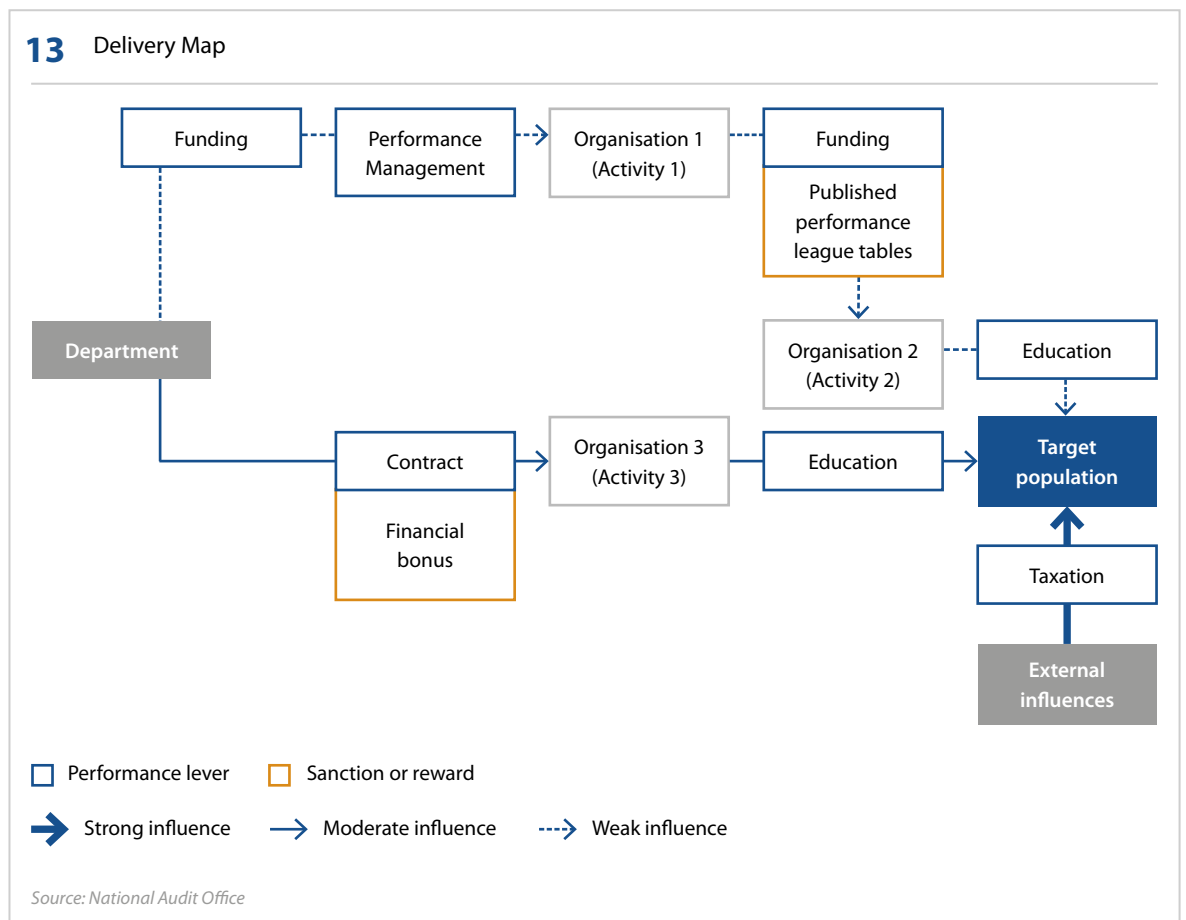 13 Delivery Map
Funding
Performance
Management
Organisation 1
(Activity 1)
Funding
Published
performance
league tables
Department
Organisation 2
(Activity 2)
Education
Contract
Financial
bonus
Organisation 3
(Activity 3)
Education
Target
population
Taxation
External
influences
Performance lever
Sanction or reward
Strong influence
Moderate influence
Weak influence
Source: National Audit Office